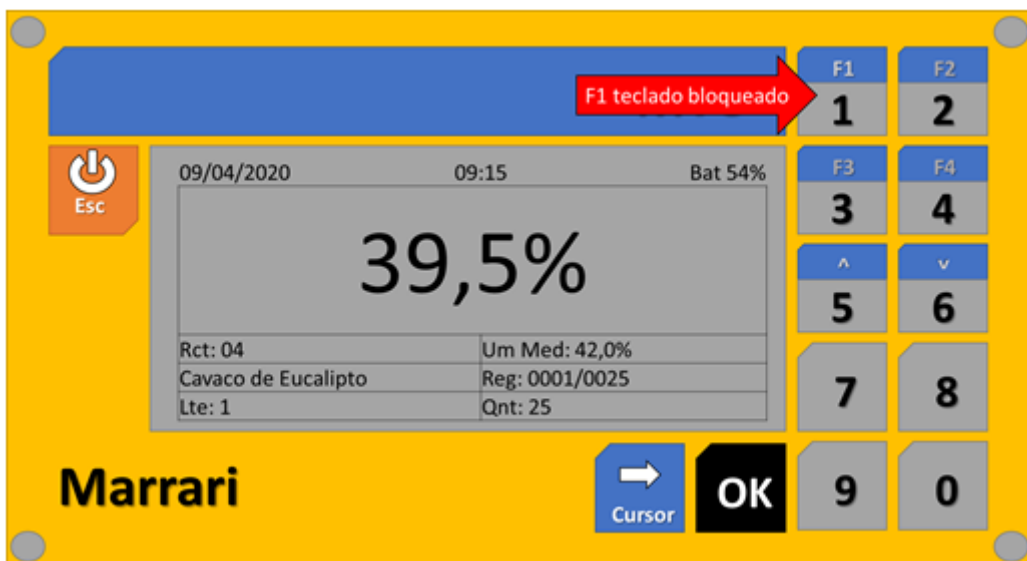 F1 teclado bloqueado
F1 F2
1 2
Esc
09/04/2020 09:15 Bat 54%
39,5%
F3 F4
3 4
^ v
5 6
Rct: 04 Um Med: 42,0%
Cavaco de Eucalipto Reg: 0001/0025
Lte: 1 Qnt: 25
7 8
Marrari
Cursor
OK
9 0